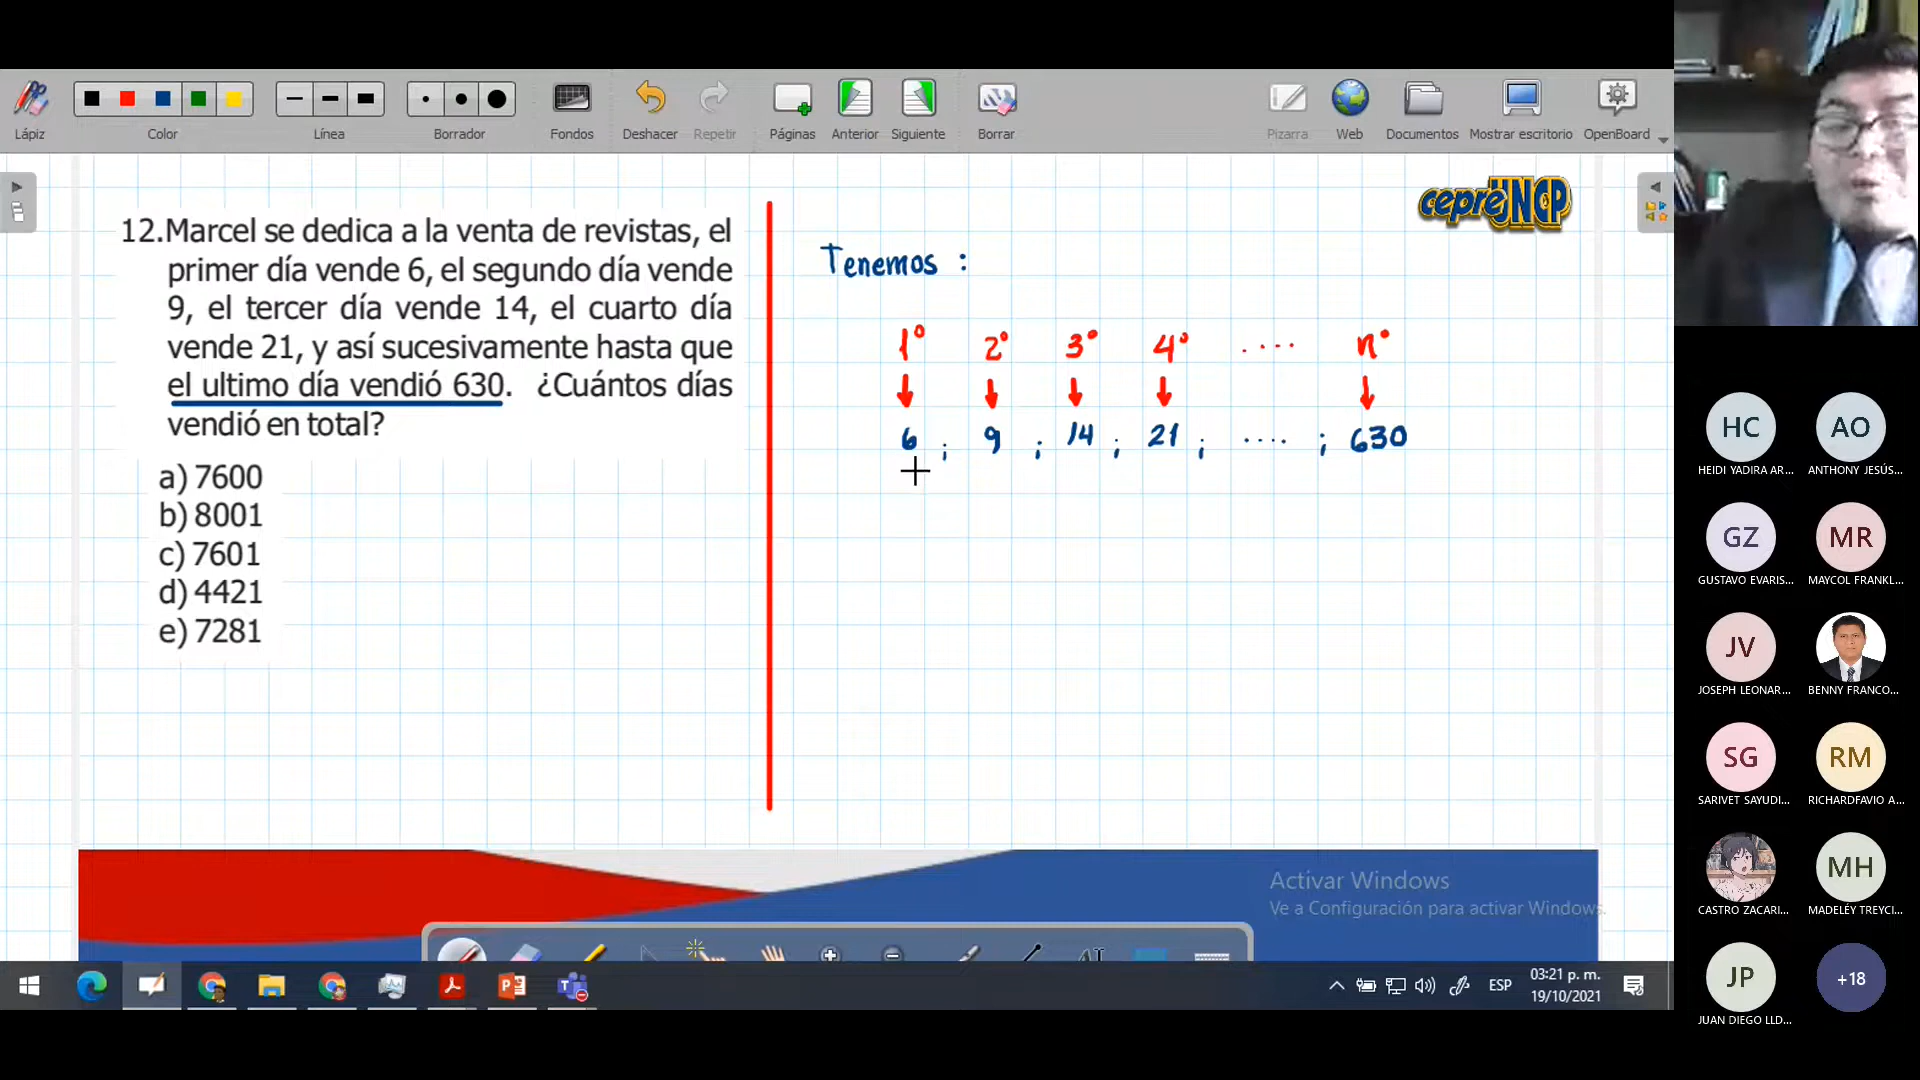 Lápiz
Color
Línea
Borrador
Fondos
Deshacer
Repetir
Páginas
Anterior
Siguiente
Borrar
Pizarra
Web
Documentos
Mostrar escritorio
OpenBoard
cepreUNCP
12.Marcel se dedica a la venta de revistas, el
primer día vende 6, el segundo día vende
9, el tercer día vende 14, el cuarto día
vende 21, y así sucesivamente hasta que
el ultimo día vendió 630. ¿Cuántos días
vendió en total?
a) 7600
b) 8001
c) 7601
d) 4421
e) 7281
Tenemos :
1° 2° 3° 4° .... n°
6 ; 9 ; 14 ; 21 ; .... ; 630
HC
HEIDI YADIRA AR...
AO
ANTHONY JESÚS...
GZ
GUSTAVO EVARIS...
MR
MAYCOL FRANKL...
JV
JOSEPH LEONAR...
BENNY FRANCO...
SG
SARIVET SAYUDI...
RM
RICHARDFAVIO A...
CASTRO ZACARI...
MH
MADELÉY TREYCI...
JP
JUAN DIEGO LLD...
+18
Activar Windows
Ve a Configuración para activar Windows.
ESP
03:21 p. m.
19/10/2021